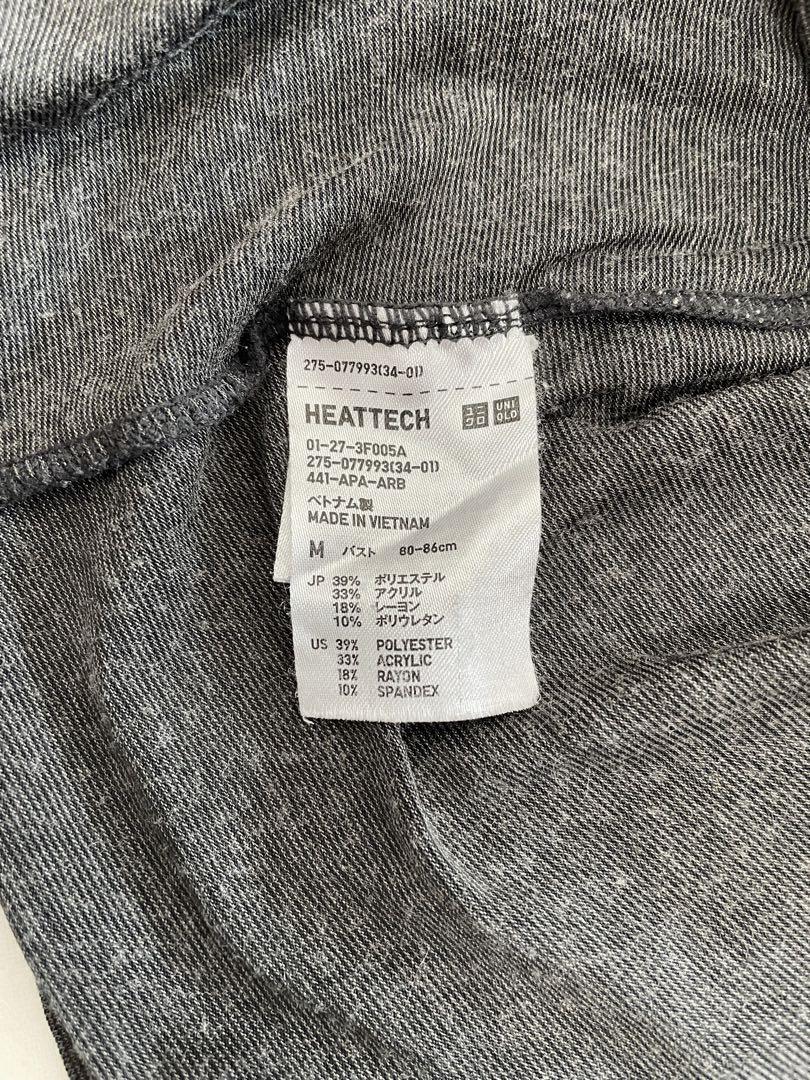 275-077993(34-01)
HEATTECH ユニクロ UNIQLO
01-27-3F005A
275-077993(34-01)
441-APA-ARB
ベトナム製
MADE IN VIETNAM
M バスト 80-86cm
JP 39% ポリエステル
33% アクリル
18% レーヨン
10% ポリウレタン
US 39% POLYESTER
33% ACRYLIC
18% RAYON
10% SPANDEX